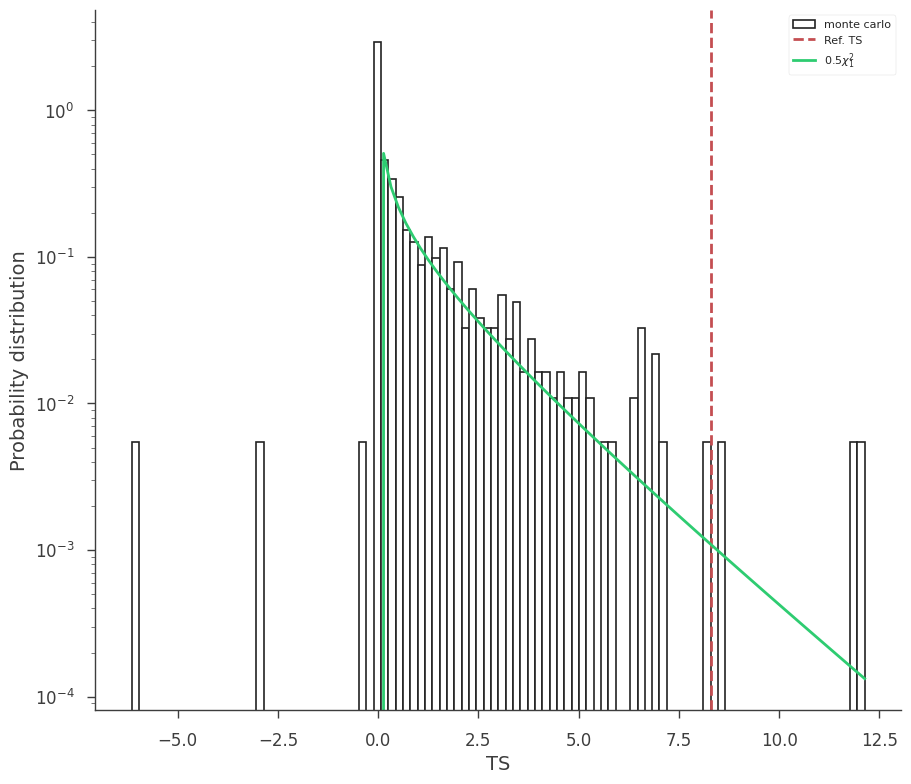 monte carlo
Ref. TS
0.5χ₁²
10⁰
10⁻¹
10⁻²
10⁻³
10⁻⁴
Probability distribution
−5.0 −2.5 0.0 2.5 5.0 7.5 10.0 12.5
TS